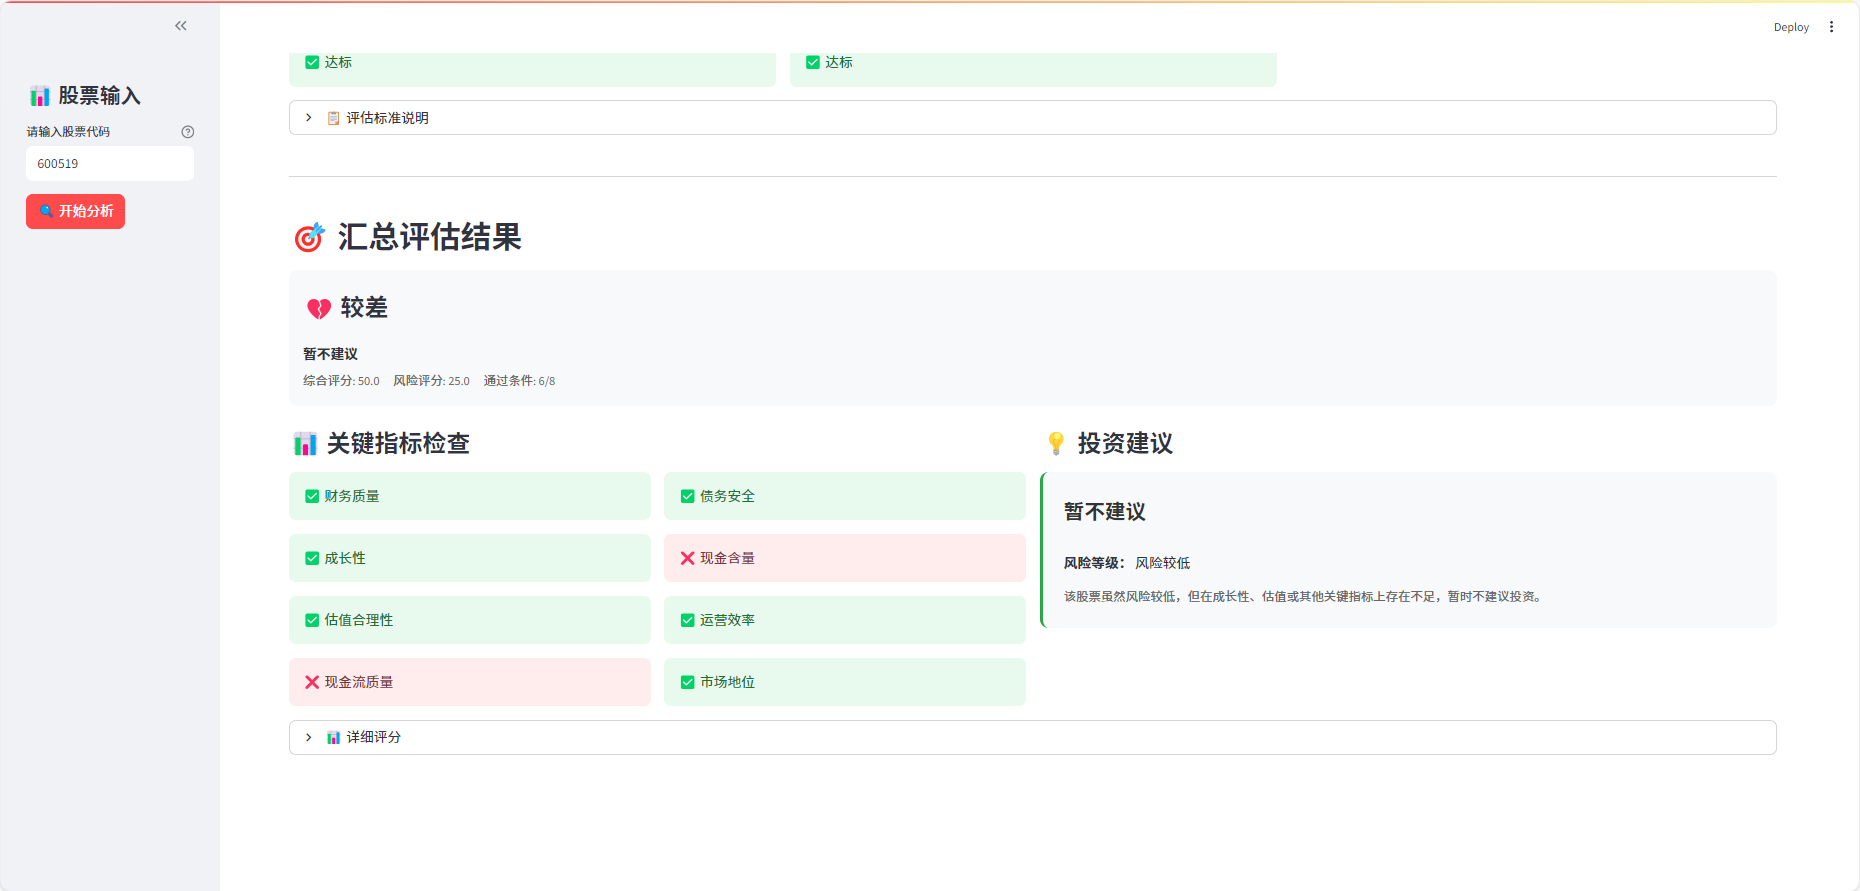 Deploy
股票输入
请输入股票代码
600519
开始分析
达标
达标
评估标准说明
汇总评估结果
较差
暂不建议
综合评分: 50.0 风险评分: 25.0 通过条件: 6/8
关键指标检查
财务质量
债务安全
成长性
现金含量
估值合理性
运营效率
现金流质量
市场地位
投资建议
暂不建议
风险等级： 风险较低
该股票虽然风险较低，但在成长性、估值或其他关键指标上存在不足，暂时不建议投资。
详细评分